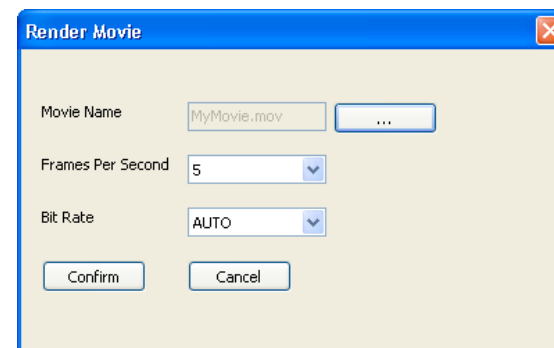 Render Movie
Movie Name MyMovie.mov ...
Frames Per Second 5
Bit Rate AUTO
Confirm Cancel